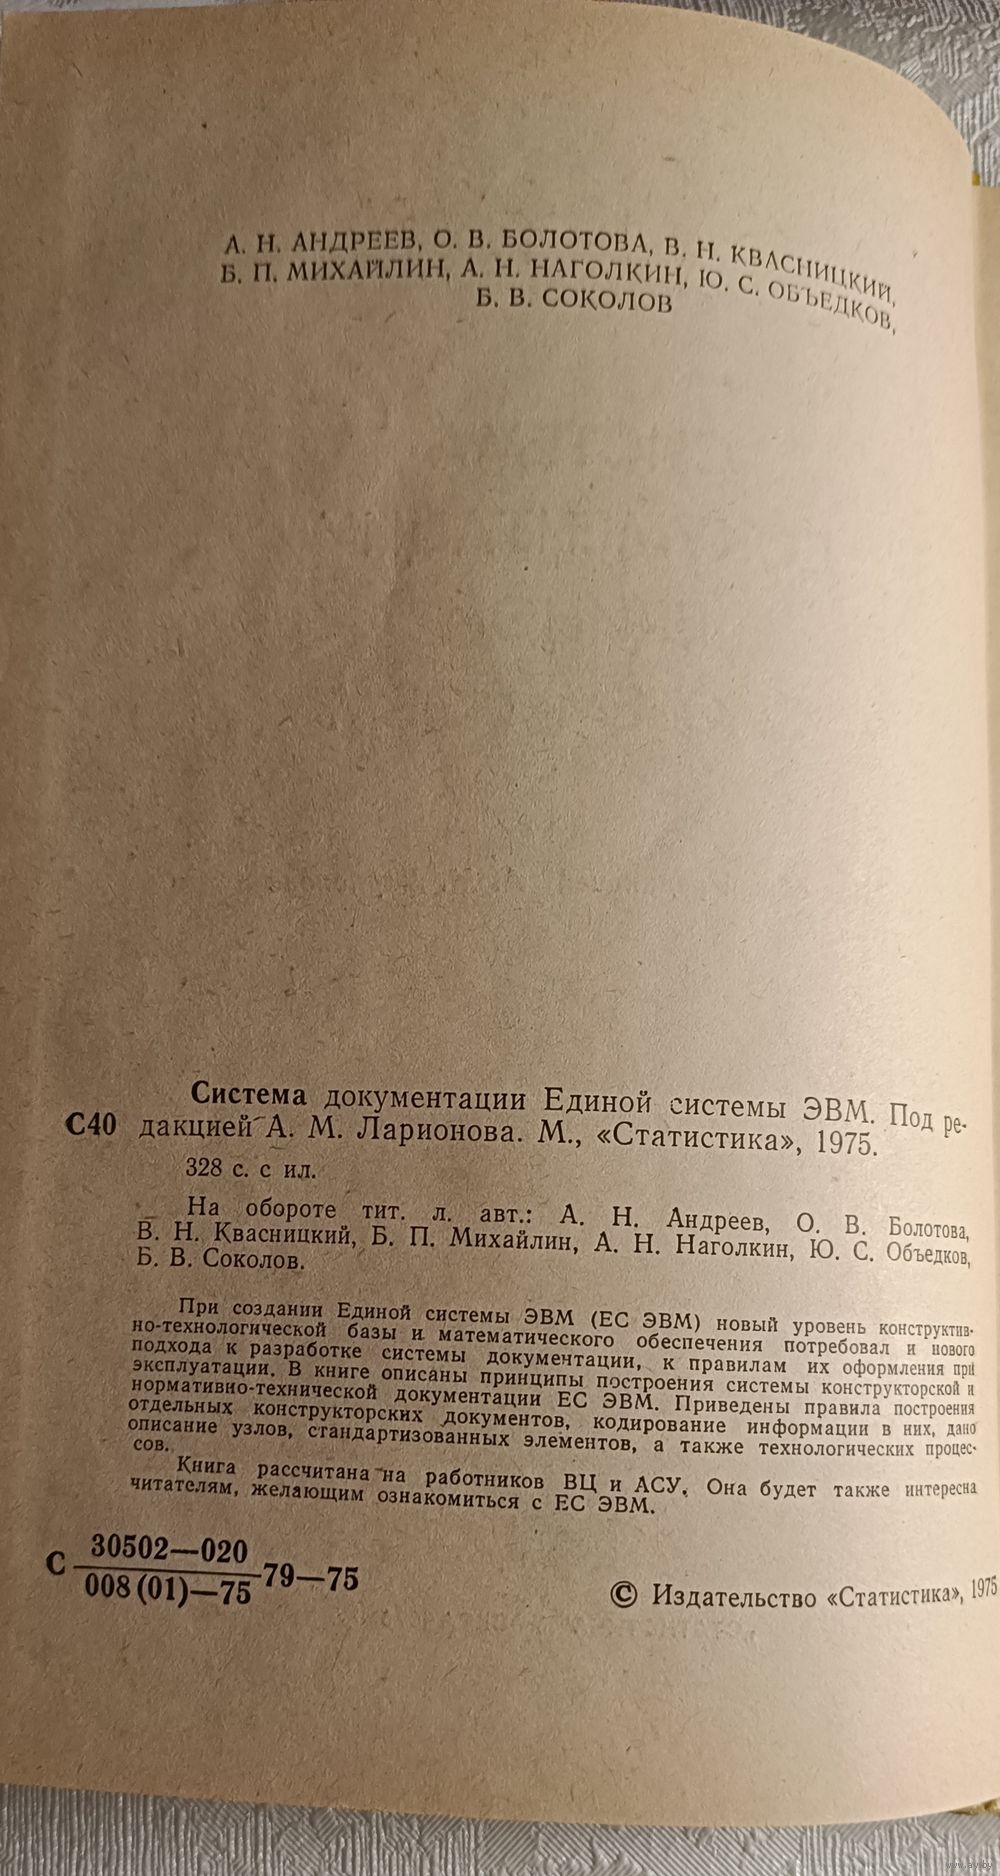 А. Н. АНДРЕЕВ, О. В. БОЛОТОВА, В. Н. КВАСНИЦКИЙ,
Б. П. МИХАЙЛИН, А. Н. НАГОЛКИН, Ю. С. ОБЪЕДКОВ,
Б. В. СОКОЛОВ
Система документации Единой системы ЭВМ. Под ре-
С40 дакцией А. М. Ларионова. М., «Статистика», 1975.
328 с. с ил.
На обороте тит. л. авт.: А. Н. Андреев, О. В. Болотова,
В. Н. Квасницкий, Б. П. Михайлин, А. Н. Наголкин, Ю. С. Объедков,
Б. В. Соколов.
При создании Единой системы ЭВМ (ЕС ЭВМ) новый уровень конструктив-
но-технологической базы и математического обеспечения потребовал и нового
подхода к разработке системы документации, к правилам их оформления при
эксплуатации. В книге описаны принципы построения системы конструкторской и
нормативно-технической документации ЕС ЭВМ. Приведены правила построения
отдельных конструкторских документов, кодирование информации в них, дано
описание узлов, стандартизованных элементов, а также технологических процес-
сов.
Книга рассчитана на работников ВЦ и АСУ. Она будет также интересна
читателям, желающим ознакомиться с ЕС ЭВМ.
30502—020
С 79—75
008(01)—75
© Издательство «Статистика», 1975
www.ay.by